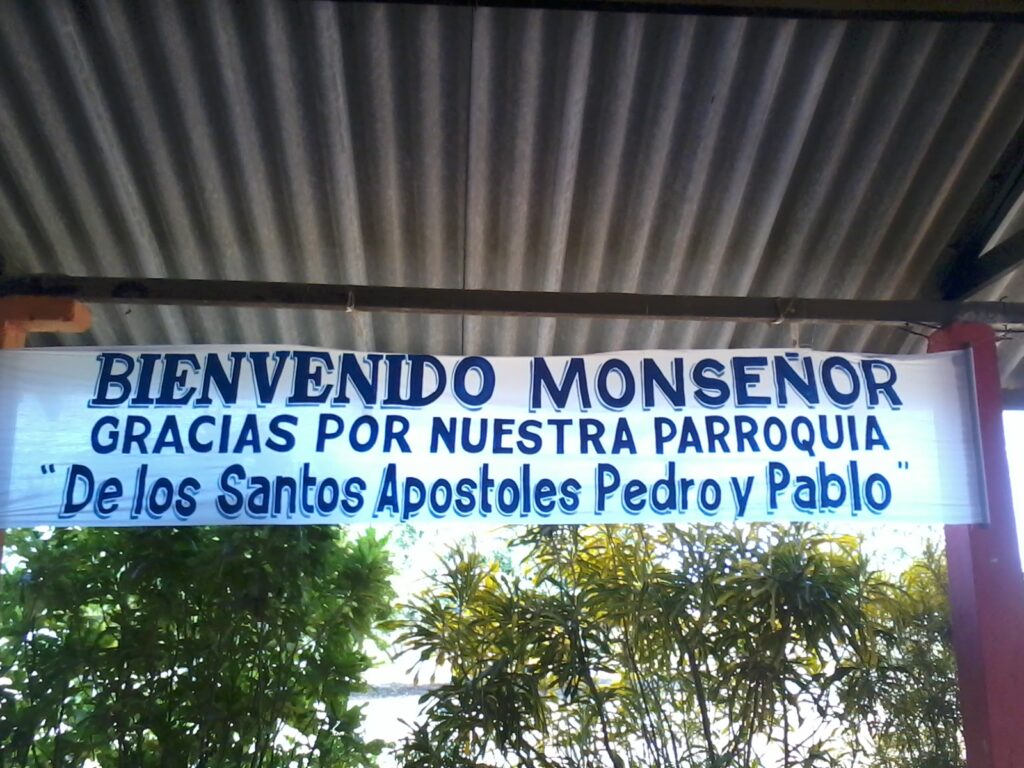 BIENVENIDO MONSEÑOR
GRACIAS POR NUESTRA PARROQUIA
"De los Santos Apostoles Pedro y Pablo"